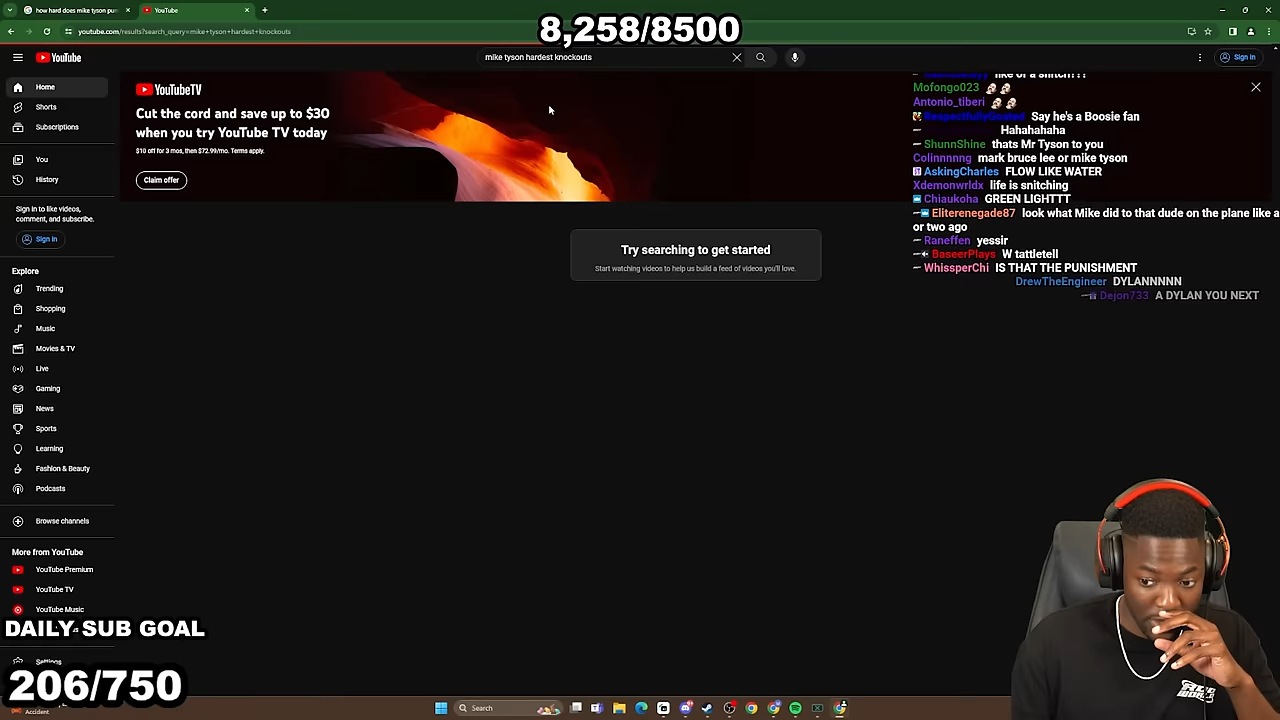 how hard does mike tyson pun
YouTube
8,258/8500
youtube.com/results?search_query=mike+tyson+hardest+knockouts
YouTube
mike tyson hardest knockouts
Sign in
Home
Shorts
Subscriptions
You
History
Sign in to like videos,
comment, and subscribe.
Sign in
Explore
Trending
Shopping
Music
Movies & TV
Live
Gaming
News
Sports
Learning
Fashion & Beauty
Podcasts
Browse channels
More from YouTube
YouTube Premium
YouTube TV
YouTube Music
DAILY SUB GOAL
Settings
206/750
Accident
YouTubeTV
Cut the cord and save up to $30
when you try YouTube TV today
$10 off for 3 mos, then $72.99/mo. Terms apply.
Claim offer
Try searching to get started
Start watching videos to help us build a feed of videos you'll love.
like of a snitch!!!
Mofongo023
Antonio_tiberi
RespectfullyGoated Say he's a Boosie fan
Hahahahaha
ShunnShine thats Mr Tyson to you
Colinnnnng mark bruce lee or mike tyson
AskingCharles FLOW LIKE WATER
Xdemonwrldx life is snitching
Chiaukoha GREEN LIGHTTT
Eliterenegade87 look what Mike did to that dude on the plane like a
or two ago
Raneffen yessir
BaseerPlays W tattletell
WhissperChi IS THAT THE PUNISHMENT
DrewTheEngineer DYLANNNNN
Dejon733 A DYLAN YOU NEXT
Search